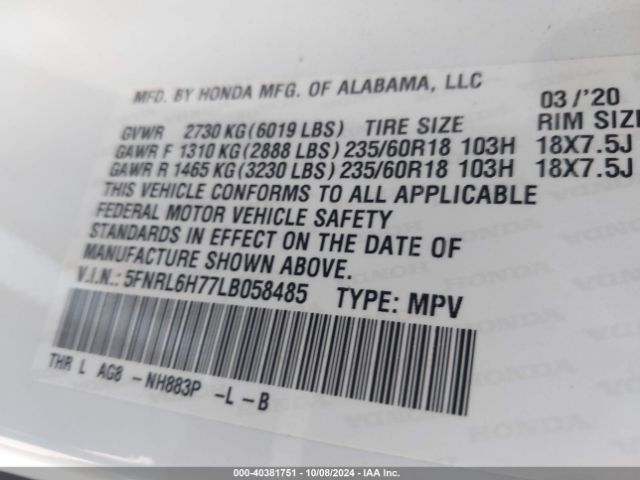 MFD. BY HONDA MFG. OF ALABAMA, LLC 03 /'20
GVWR 2730 KG (6019 LBS) TIRE SIZE RIM SIZE
GAWR F 1310 KG (2888 LBS) 235/60R18 103H 18X7.5J
GAWR R 1465 KG (3230 LBS) 235/60R18 103H 18X7.5J
THIS VEHICLE CONFORMS TO ALL APPLICABLE
FEDERAL MOTOR VEHICLE SAFETY
STANDARDS IN EFFECT ON THE DATE OF
MANUFACTURE SHOWN ABOVE.
V.I.N.: 5FNRL6H77LB058485 TYPE: MPV
THR L AG8 -NH883P -L -B
000-40381751 | 10/08/2024 | IAA Inc.